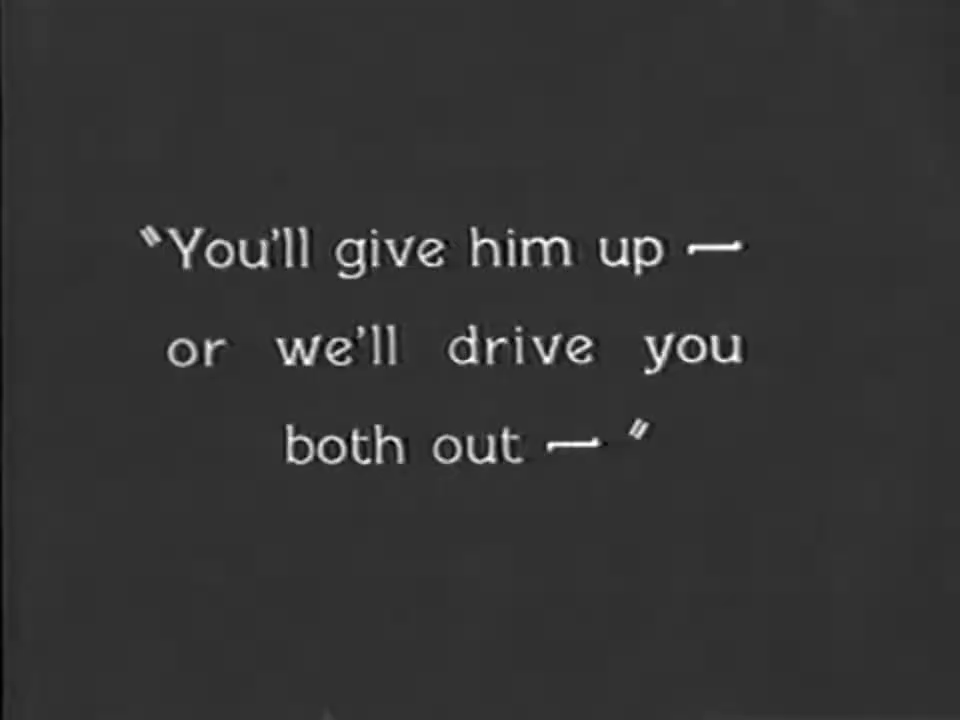 "You'll give him up —
or we'll drive you
both out — "